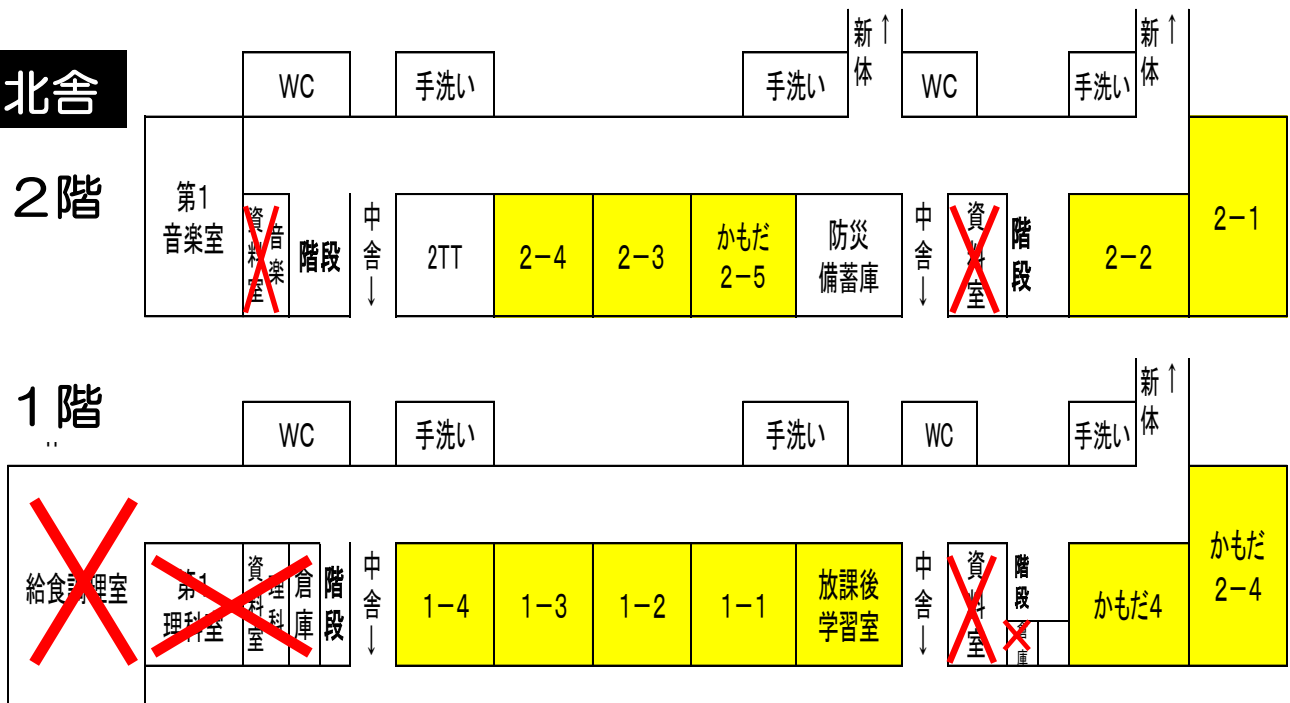 北舎
新 ↑
体
新 ↑
体
WC
手洗い
手洗い
WC
手洗い
2階
第1
音楽室
音楽
資料室
階段
中舎↓
2TT
2-4
2-3
かもだ
2-5
防災
備蓄庫
中舎↓
資料室
階段
2-2
2-1
1階
新 ↑
体
WC
手洗い
手洗い
WC
手洗い
給食調理室
第1
理科室
理科
資料室
倉庫
階段
中舎↓
1-4
1-3
1-2
1-1
放課後
学習室
中舎↓
資料室
階段
倉庫
かもだ4
かもだ
2-4